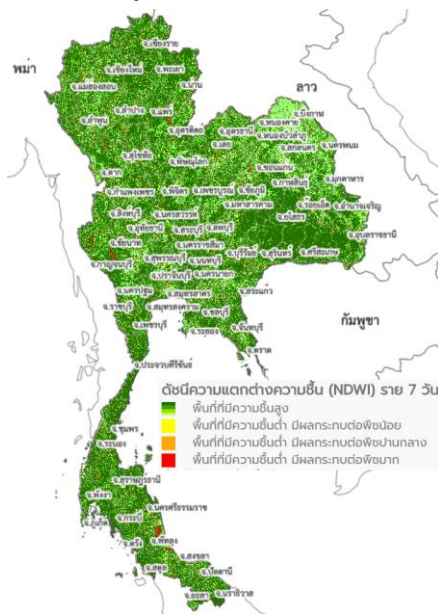 จ.เชียงราย
พม่า
จ.เชียงใหม่ จ.พะเยา
ลาว
จ.แม่ฮ่องสอน จ.น่าน
จ.บึงกาฬ
จ.ลำปาง จ.แพร่
จ.หนองคาย
จ.ลำพูน จ.อุตรดิตถ์ จ.อุดรธานี จ.หนองบัวลำภู
จ.เลย จ.สกลนคร จ.นครพนม
จ.สุโขทัย จ.พิษณุโลก
จ.ขอนแก่น
จ.ตาก จ.กาฬสินธุ์ จ.มุกดาหาร
จ.กำแพงเพชร จ.พิจิตร จ.เพชรบูรณ์ จ.ชัยภูมิ
จ.มหาสารคาม จ.ร้อยเอ็ด จ.อำนาจเจริญ
จ.สิงห์บุรี จ.นครสวรรค์ จ.ยโสธร
จ.อุทัยธานี จ.สระบุรี จ.ลพบุรี
จ.อุบลราชธานี
จ.ชัยนาท จ.นครราชสีมา
จ.บุรีรัมย์ จ.สุรินทร์ จ.ศรีสะเกษ
จ.กาญจนบุรี จ.สุพรรณบุรี จ.นนทบุรี
จ.ปราจีนบุรี จ.นครนายก
จ.นครปฐม จ.สมุทรสาคร จ.สระแก้ว
จ.ราชบุรี จ.สมุทรสงคราม
กัมพูชา
จ.ชลบุรี
จ.เพชรบุรี จ.ระยอง จ.จันทบุรี
จ.ตราด
จ.ประจวบคีรีขันธ์
ดัชนีความแตกต่างความชื้น (NDWI) ราย 7 วัน
พื้นที่ที่มีความชื้นสูง
พื้นที่ที่มีความชื้นต่ำ มีผลกระทบต่อพืชน้อย
พื้นที่ที่มีความชื้นต่ำ มีผลกระทบต่อพืชปานกลาง
พื้นที่ที่มีความชื้นต่ำ มีผลกระทบต่อพืชมาก
จ.ชุมพร
จ.ระนอง
จ.สุราษฎร์ธานี
จ.พังงา
จ.นครศรีธรรมราช
จ.ภูเก็ต จ.กระบี่
จ.ตรัง จ.พัทลุง
จ.สงขลา
จ.สตูล จ.ปัตตานี
จ.ยะลา จ.นราธิวาส